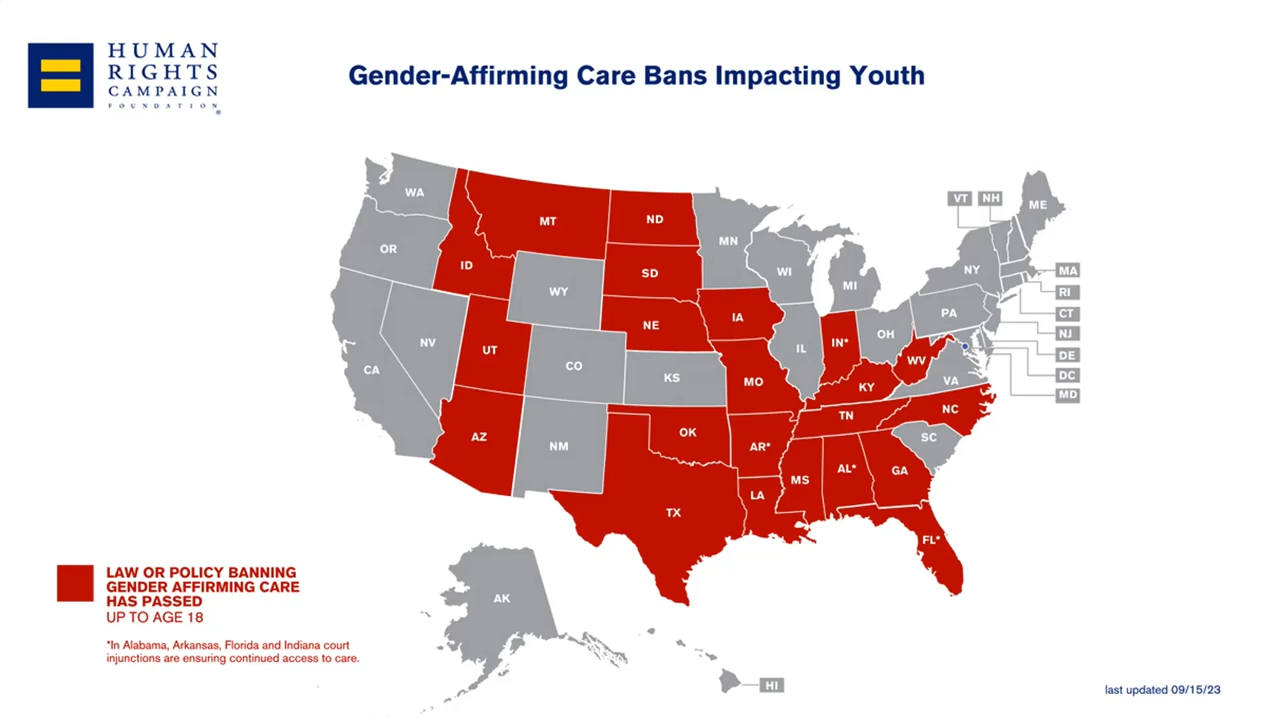 HUMAN
RIGHTS
CAMPAIGN
FOUNDATION®
Gender-Affirming Care Bans Impacting Youth
WA
MT
ND
MN
VT
NH
ME
OR
ID
SD
WI
MI
NY
MA
WY
RI
NE
IA
PA
CT
NV
UT
IL
IN*
OH
NJ
CO
DE
CA
KS
MO
KY
WV
VA
DC
MD
AZ
NM
OK
AR*
TN
NC
SC
MS
AL*
GA
LA
TX
FL*
AK
HI
LAW OR POLICY BANNING
GENDER AFFIRMING CARE
HAS PASSED
UP TO AGE 18
*In Alabama, Arkansas, Florida and Indiana court
injunctions are ensuring continued access to care.
last updated 09/15/23